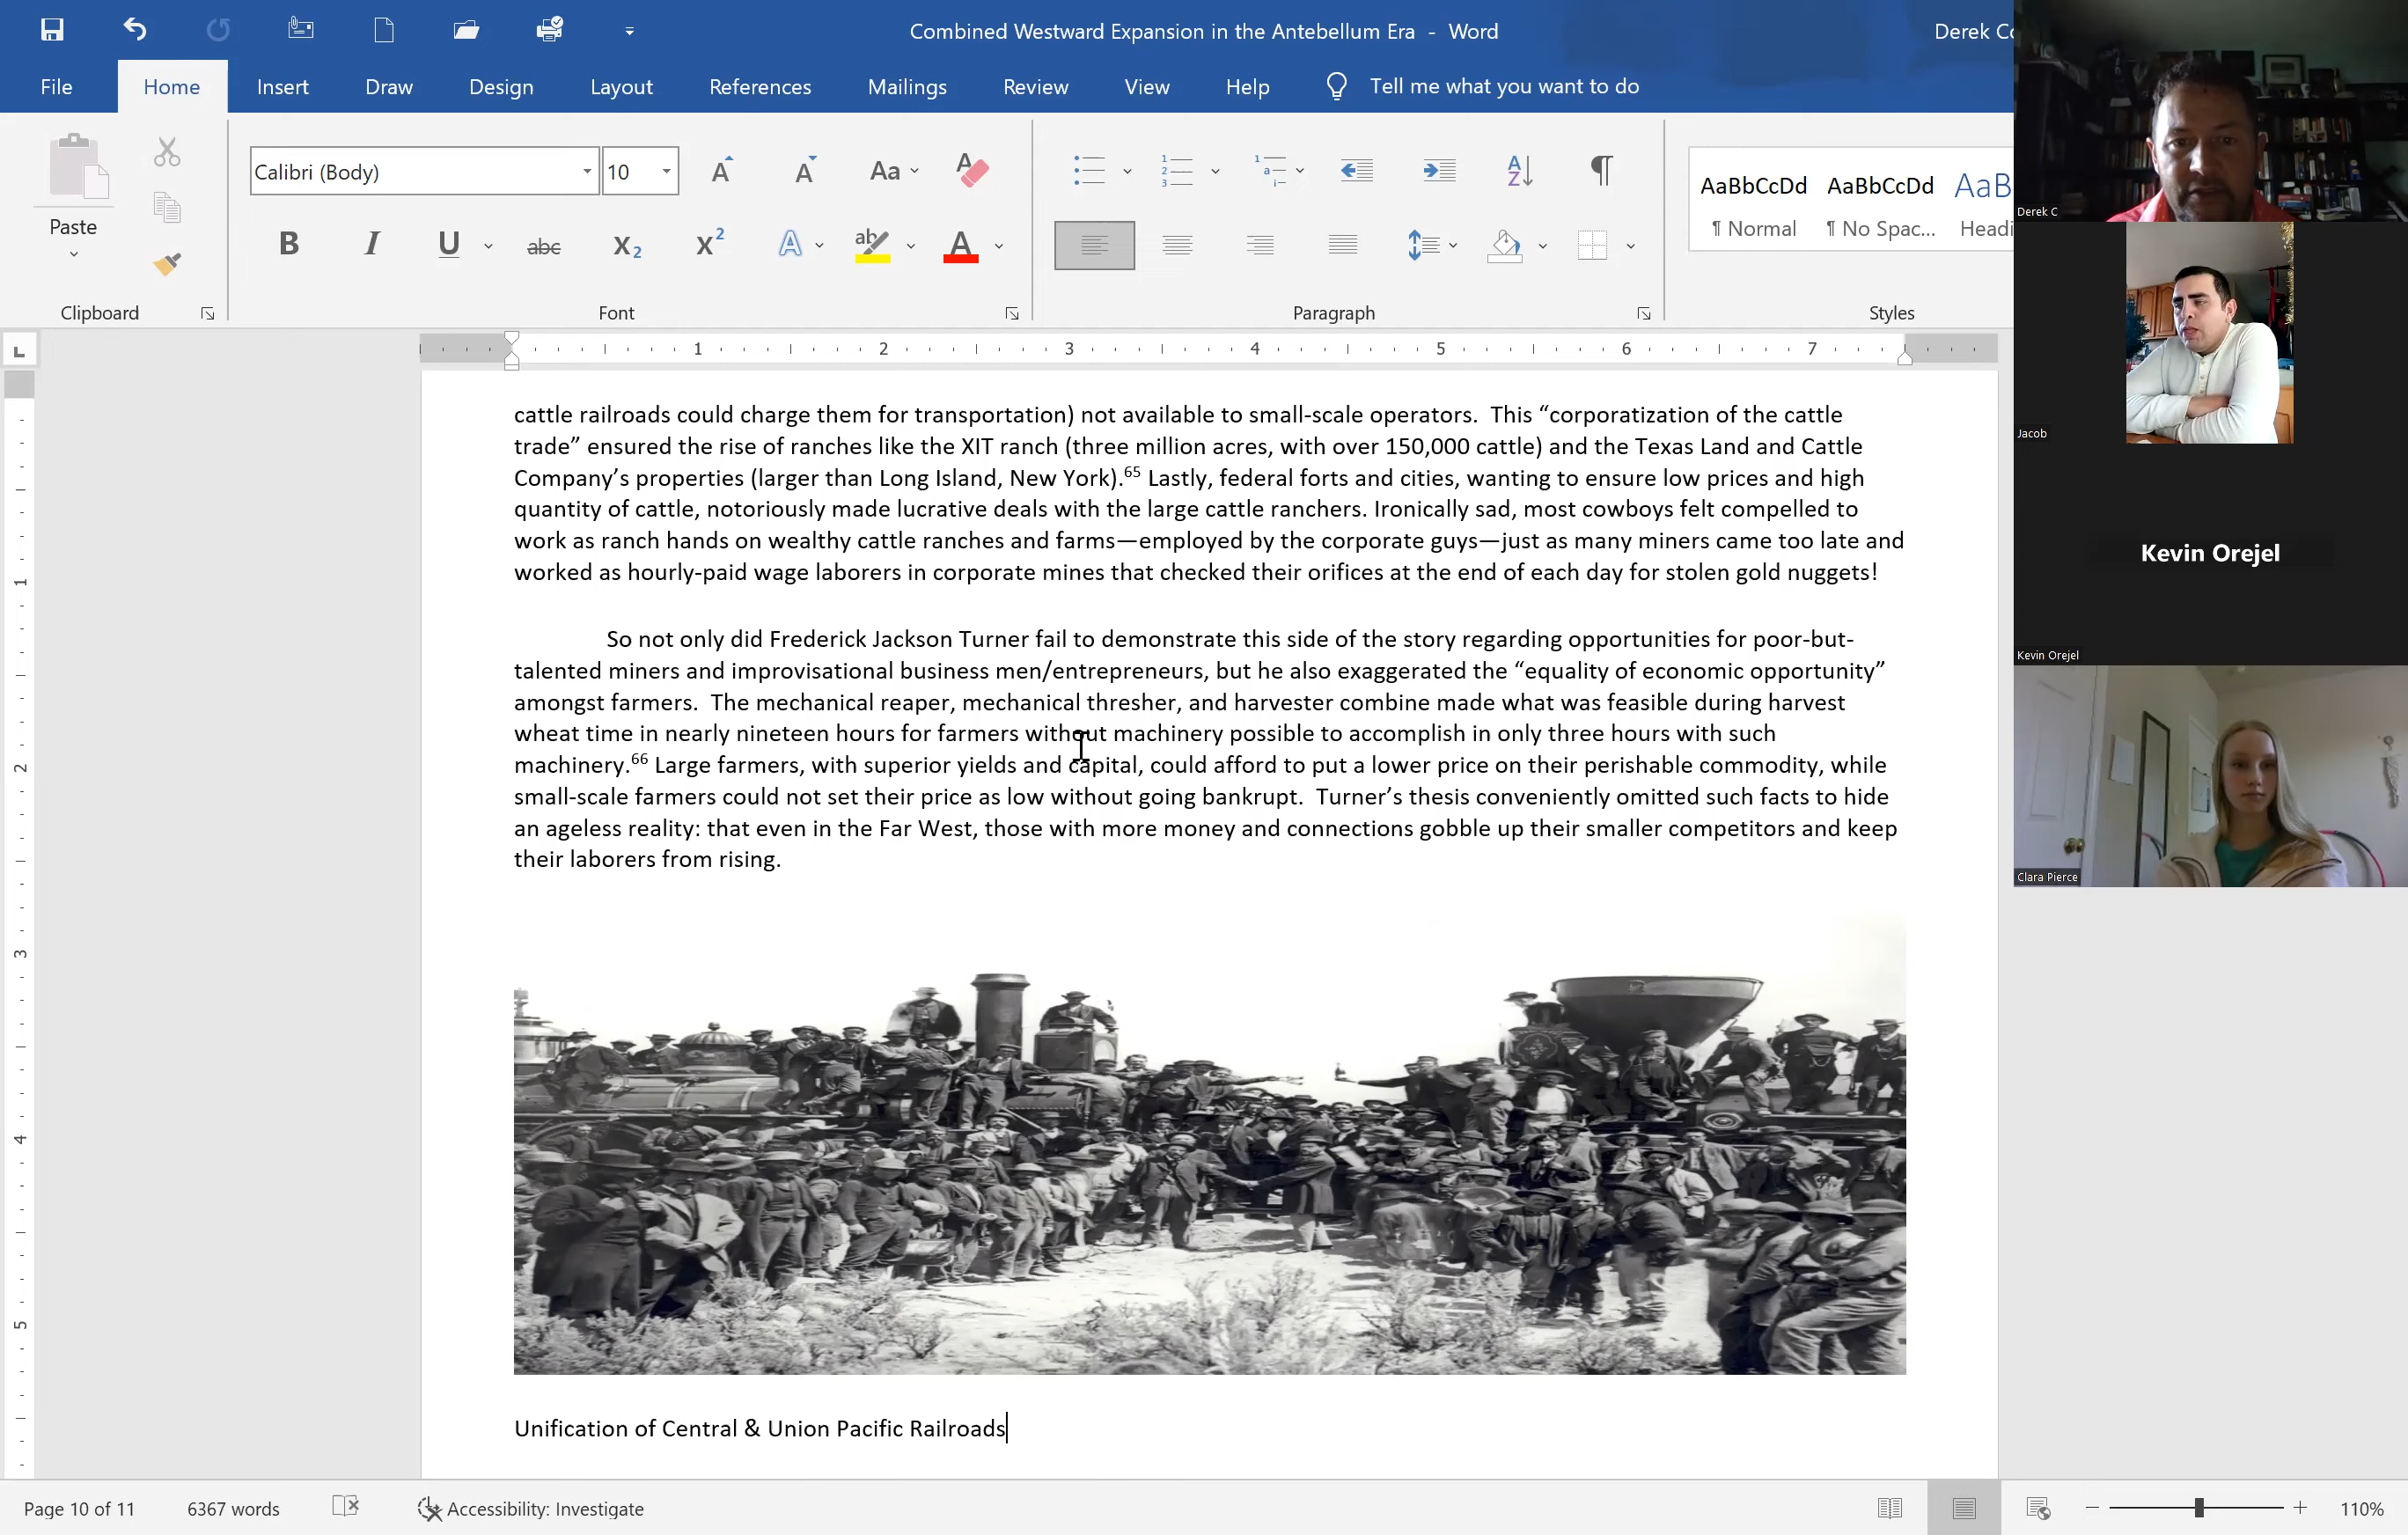 Combined Westward Expansion in the Antebellum Era - Word
Derek Co
File Home Insert Draw Design Layout References Mailings Review View Help Tell me what you want to do
Paste
Calibri (Body) 10
AaBbCcDd AaBbCcDd AaB
¶ Normal ¶ No Spac... Headi
Clipboard Font Paragraph Styles
1 2 3 4 5 6 7
cattle railroads could charge them for transportation) not available to small-scale operators.  This “corporatization of the cattle
trade” ensured the rise of ranches like the XIT ranch (three million acres, with over 150,000 cattle) and the Texas Land and Cattle
Company’s properties (larger than Long Island, New York).65 Lastly, federal forts and cities, wanting to ensure low prices and high
quantity of cattle, notoriously made lucrative deals with the large cattle ranchers. Ironically sad, most cowboys felt compelled to
work as ranch hands on wealthy cattle ranches and farms—employed by the corporate guys—just as many miners came too late and
worked as hourly-paid wage laborers in corporate mines that checked their orifices at the end of each day for stolen gold nuggets!
So not only did Frederick Jackson Turner fail to demonstrate this side of the story regarding opportunities for poor-but-
talented miners and improvisational business men/entrepreneurs, but he also exaggerated the “equality of economic opportunity”
amongst farmers.  The mechanical reaper, mechanical thresher, and harvester combine made what was feasible during harvest
wheat time in nearly nineteen hours for farmers without machinery possible to accomplish in only three hours with such
machinery.66 Large farmers, with superior yields and capital, could afford to put a lower price on their perishable commodity, while
small-scale farmers could not set their price as low without going bankrupt.  Turner’s thesis conveniently omitted such facts to hide
an ageless reality: that even in the Far West, those with more money and connections gobble up their smaller competitors and keep
their laborers from rising.
Unification of Central & Union Pacific Railroads
Page 10 of 11 6367 words Accessibility: Investigate 110%
Derek C
Jacob
Kevin Orejel
Kevin Orejel
Clara Pierce